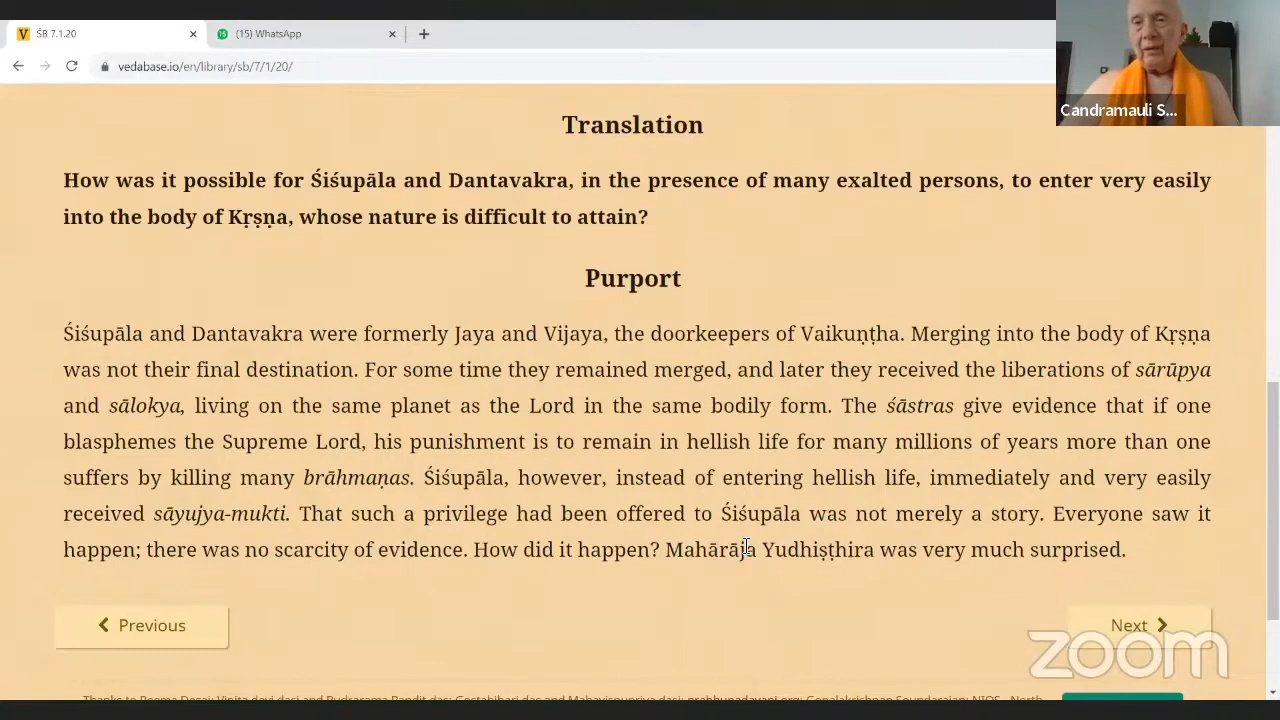 ŚB 7.1.20
(15) WhatsApp
vedabase.io/en/library/sb/7/1/20/
Candramauli S...
Translation
How was it possible for Śiśupāla and Dantavakra, in the presence of many exalted persons, to enter very easily
into the body of Kṛṣṇa, whose nature is difficult to attain?
Purport
Śiśupāla and Dantavakra were formerly Jaya and Vijaya, the doorkeepers of Vaikuṇṭha. Merging into the body of Kṛṣṇa
was not their final destination. For some time they remained merged, and later they received the liberations of sārūpya
and sālokya, living on the same planet as the Lord in the same bodily form. The śāstras give evidence that if one
blasphemes the Supreme Lord, his punishment is to remain in hellish life for many millions of years more than one
suffers by killing many brāhmaṇas. Śiśupāla, however, instead of entering hellish life, immediately and very easily
received sāyujya-mukti. That such a privilege had been offered to Śiśupāla was not merely a story. Everyone saw it
happen; there was no scarcity of evidence. How did it happen? Mahārāja Yudhiṣṭhira was very much surprised.
Previous
Next
zoom